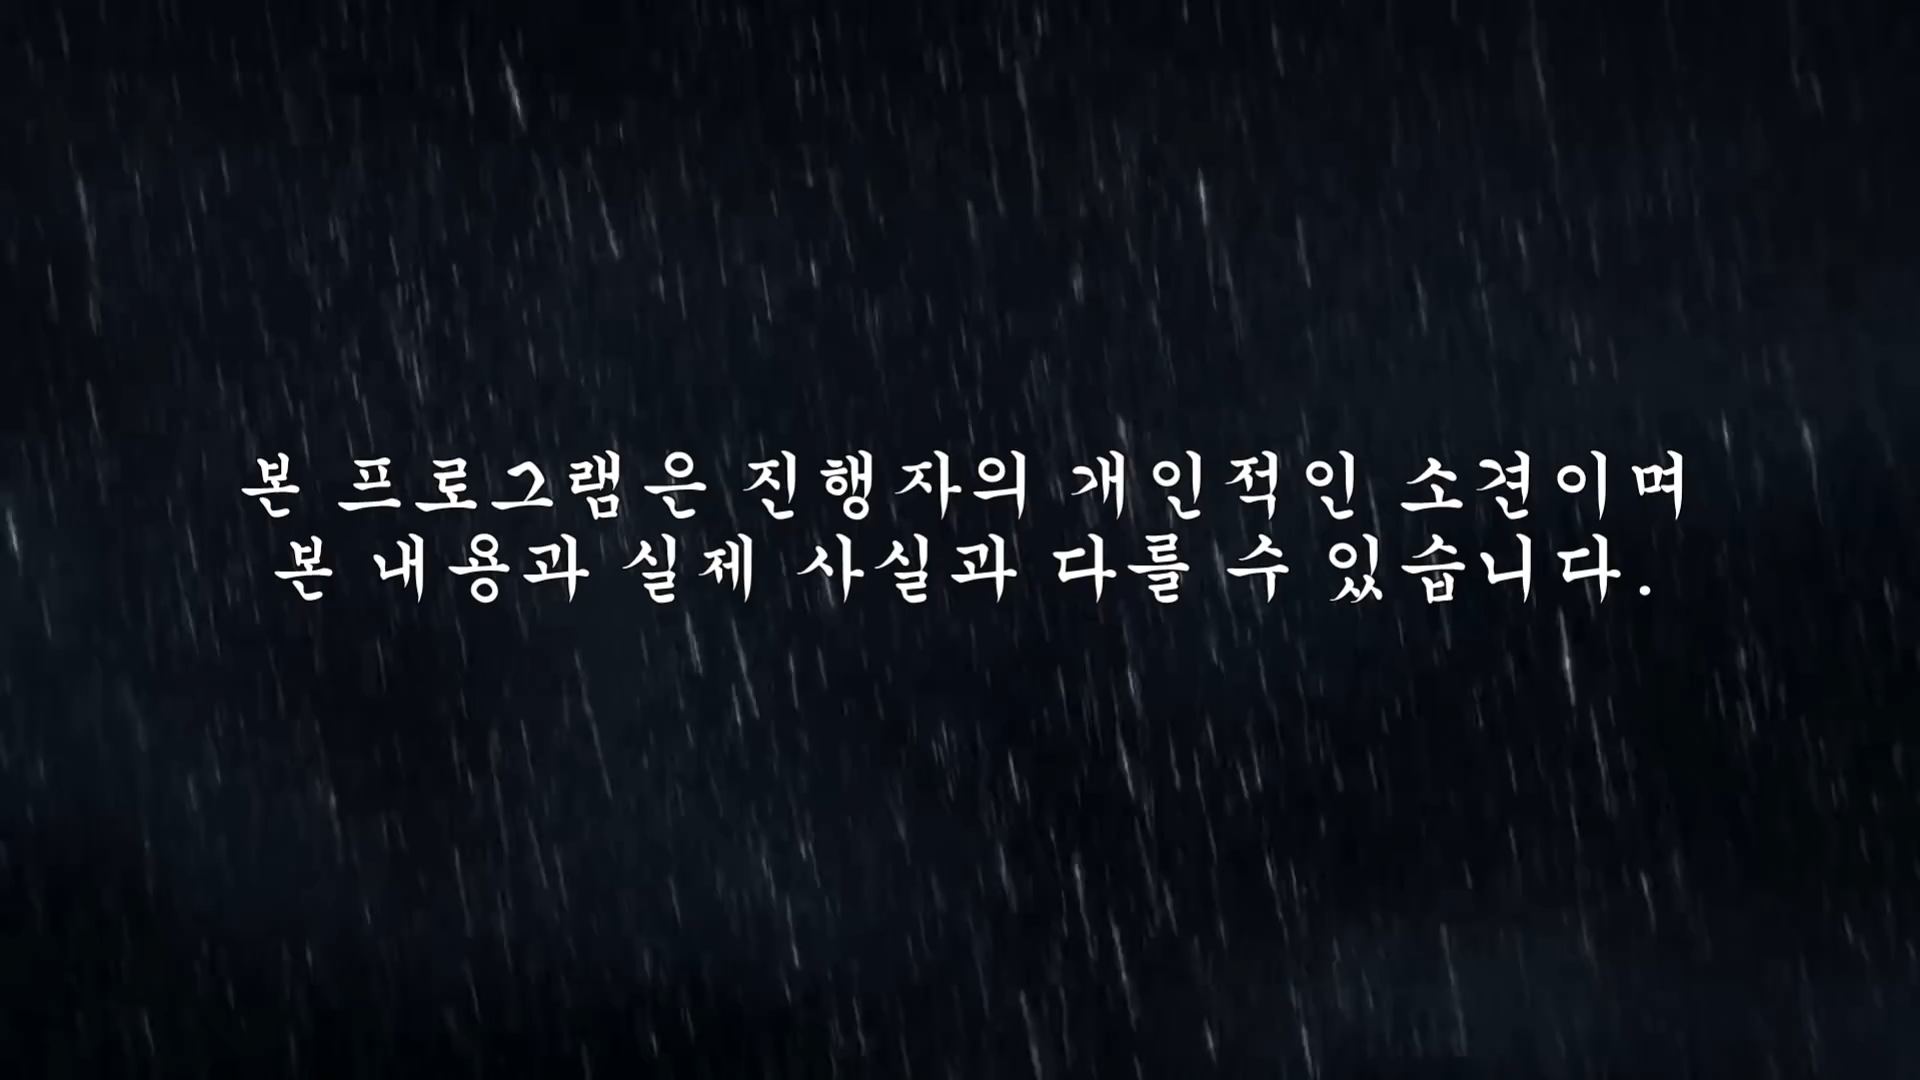 본 프로그램은 진행자의 개인적인 소견이며
본 내용과 실제 사실과 다를 수 있습니다.